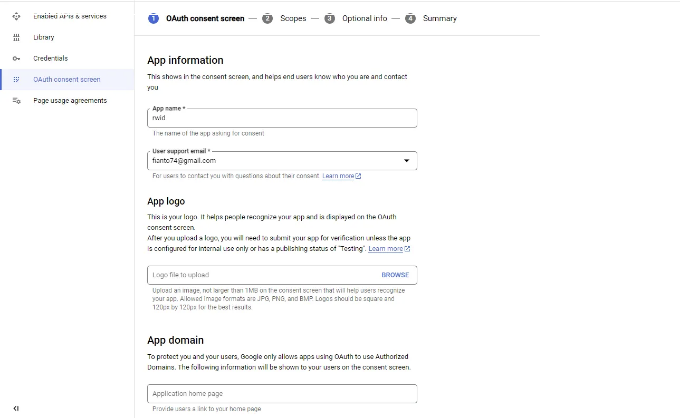 Enabled APIs & services
Library
Credentials
OAuth consent screen
Page usage agreements
1 OAuth consent screen — 2 Scopes — 3 Optional info — 4 Summary
App information
This shows in the consent screen, and helps end users know who you are and contact
you
App name *
rwid
The name of the app asking for consent
User support email *
fianto74@gmail.com
For users to contact you with questions about their consent. Learn more
App logo
This is your logo. It helps people recognize your app and is displayed on the OAuth
consent screen.
After you upload a logo, you will need to submit your app for verification unless the app
is configured for internal use only or has a publishing status of "Testing". Learn more
Logo file to upload BROWSE
Upload an image, not larger than 1MB on the consent screen that will help users recognize
your app. Allowed image formats are JPG, PNG, and BMP. Logos should be square and
120px by 120px for the best results.
App domain
To protect you and your users, Google only allows apps using OAuth to use Authorized
Domains. The following information will be shown to your users on the consent screen.
Application home page
Provide users a link to your home page